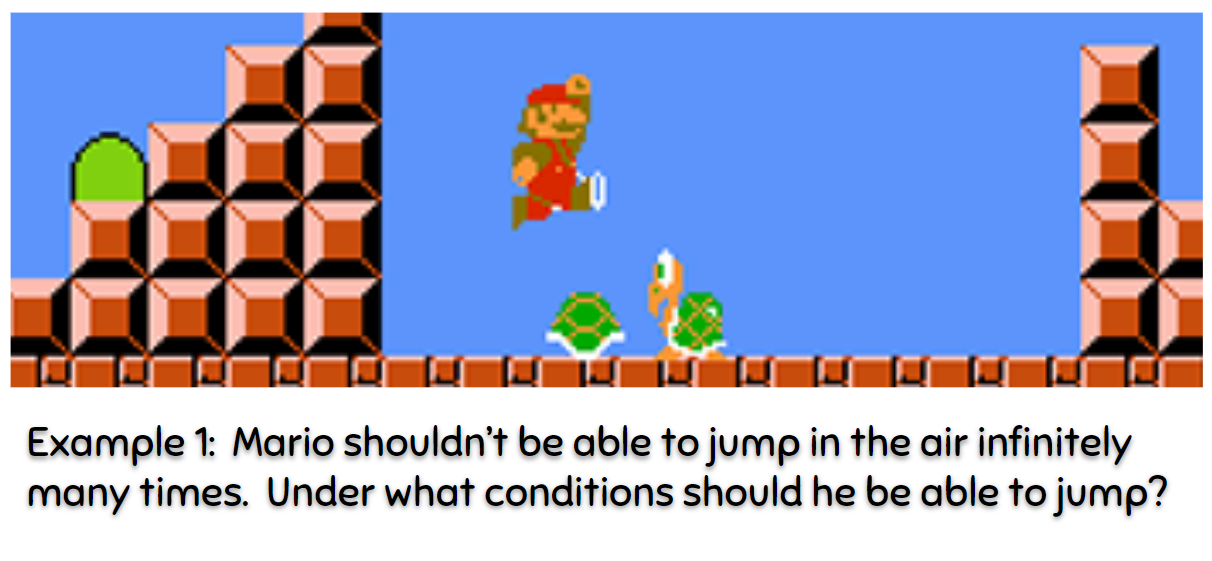 Example 1:  Mario shouldn't be able to jump in the air infinitely
many times.  Under what conditions should he be able to jump?